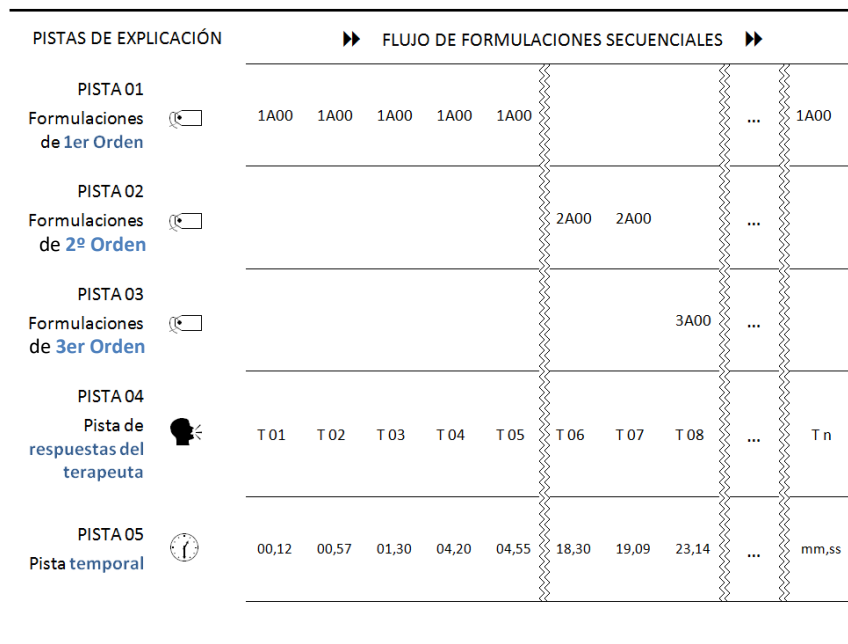 PISTAS DE EXPLICACIÓN FLUJO DE FORMULACIONES SECUENCIALES
PISTA 01
Formulaciones
de 1er Orden
1A00 1A00 1A00 1A00 1A00 ... 1A00
PISTA 02
Formulaciones
de 2º Orden
2A00 2A00 ...
PISTA 03
Formulaciones
de 3er Orden
3A00 ...
PISTA 04
Pista de
respuestas del
terapeuta
T 01 T 02 T 03 T 04 T 05 T 06 T 07 T 08 ... T n
PISTA 05
Pista temporal
00,12 00,57 01,30 04,20 04,55 18,30 19,09 23,14 ... mm,ss